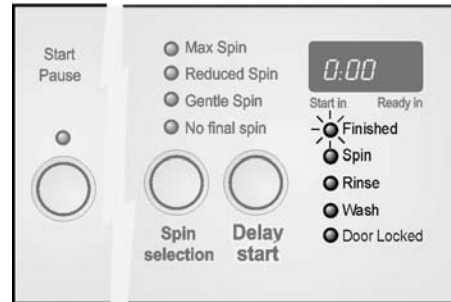 Start
Pause
Max Spin
Reduced Spin
Gentle Spin
No final spin
Spin
selection
Delay
start
0:00
Start in Ready in
Finished
Spin
Rinse
Wash
Door Locked